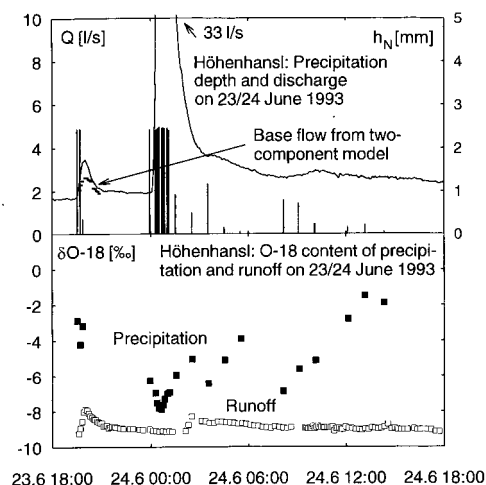 Q [l/s]
33 l/s
h_N [mm]
Höhenhansl: Precipitation
depth and discharge
on 23/24 June 1993
Base flow from two-
component model
10
8
6
4
2
0
5
4
3
2
1
0
δO-18 [‰]
Höhenhansl: O-18 content of precipi-
tation and runoff on 23/24 June 1993
Precipitation
Runoff
0
-2
-4
-6
-8
-10
23.6 18:00 24.6 00:00 24.6 06:00 24.6 12:00 24.6 18:00